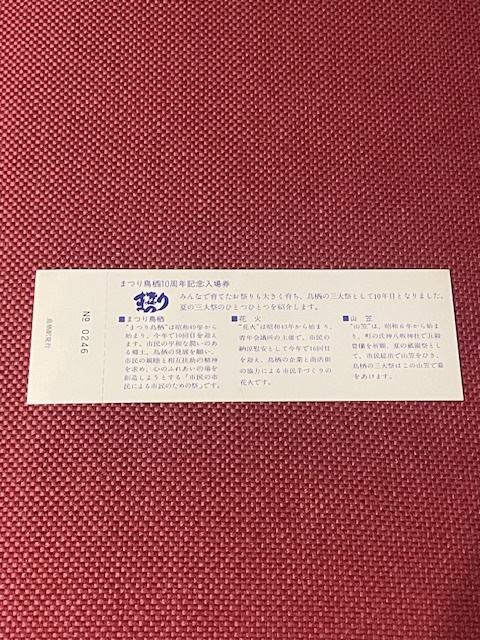 鳥栖駅発行
No 0246
まつり鳥栖10周年記念入場券
まつり
みんなで育てたお祭りも大きく育ち、鳥栖の三大祭として10年目となりました。
夏の三大祭のひとつひとつを紹介します。
■まつり鳥栖
"まつり鳥栖"は昭和49年から
始まり、今年で10回目を迎え
ます。市民の平和な潤いのあ
る郷土、鳥栖の発展を願い、
市民の親睦と相互扶助の精神
を求め、心のふれあいの場を
創造しようとする「市民の市
民による市民のための祭」です。
■花火
"花火"は昭和43年から始まり、
青年会議所の主催で、市民の
納涼慰安として今年で16回目
を迎え、鳥栖の企業と商店街
の協力による市民手づくりの
花火です。
■山笠
"山笠"は、昭和6年から始ま
り、町の氏神八坂神社で五穀
豊穣を祈願、夏の祇園祭とし
て、市民総出で山笠をひき、
鳥栖の三大祭はこの山笠で幕
をあけます。